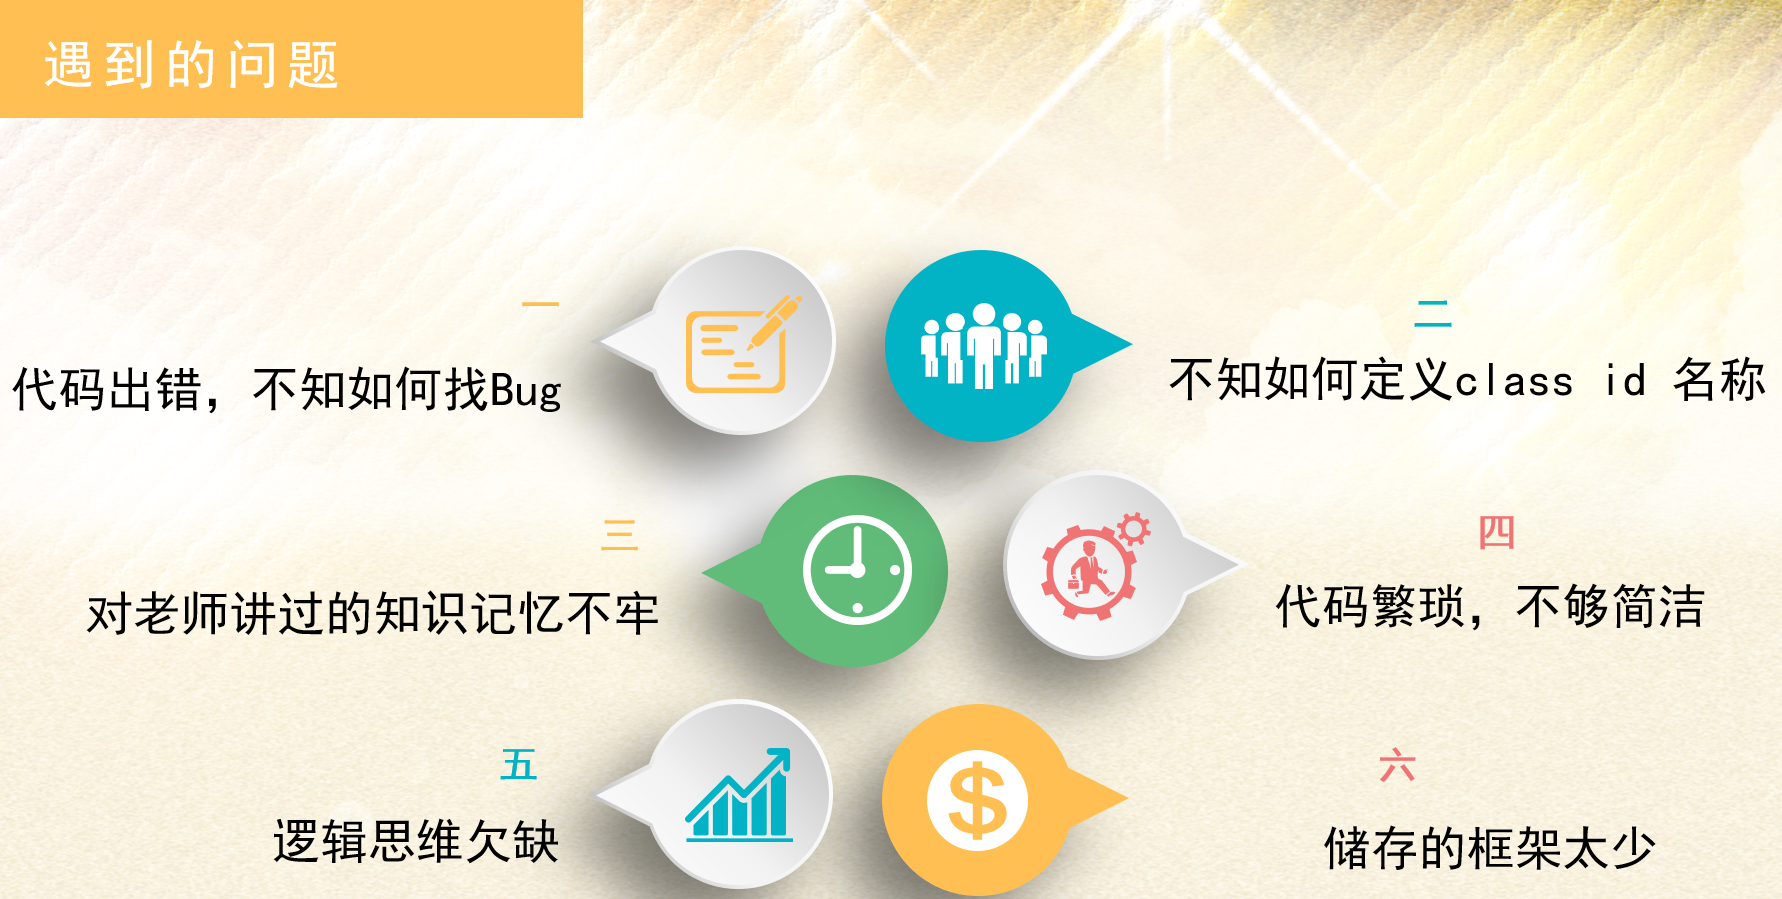 遇到的问题
一
代码出错，不知如何找Bug
二
不知如何定义class id 名称
三
对老师讲过的知识记忆不牢
四
代码繁琐，不够简洁
五
逻辑思维欠缺
六
储存的框架太少